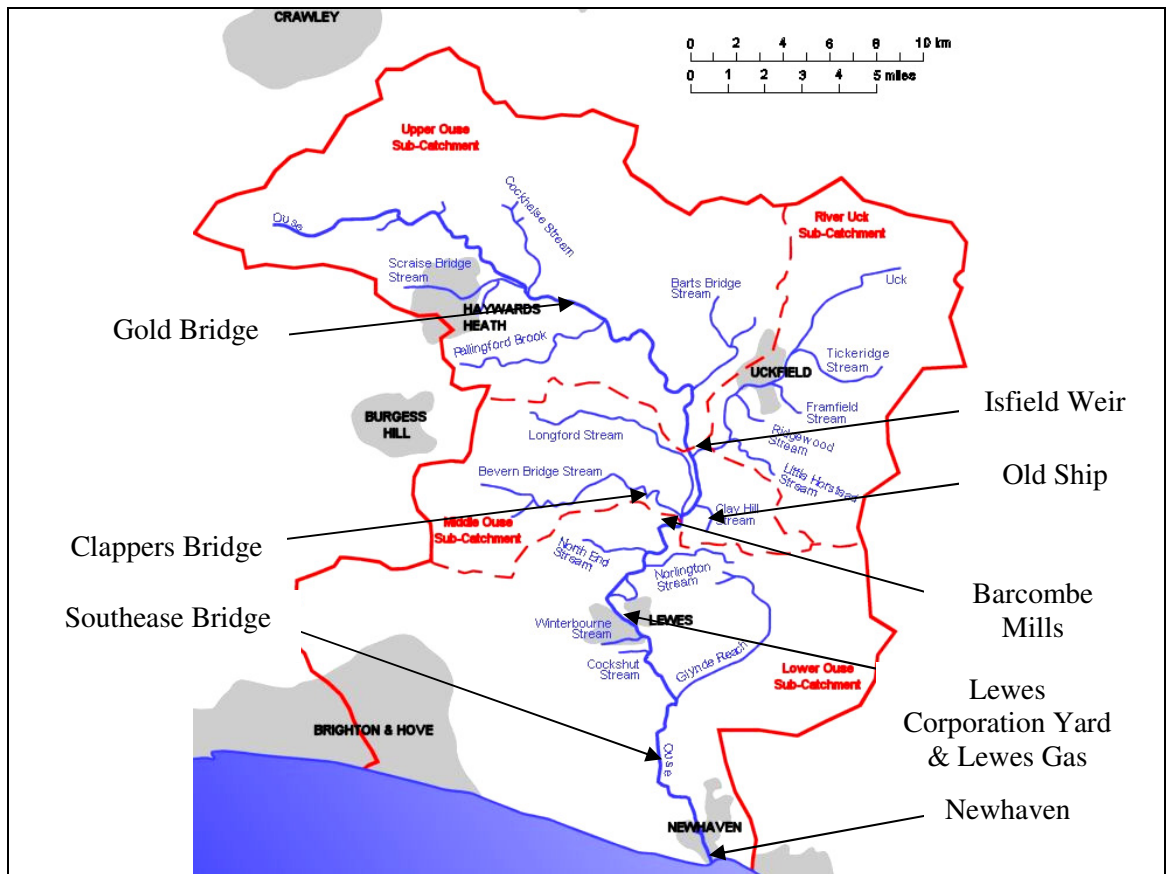 CRAWLEY
0 2 4 6 8 10 km
0 1 2 3 4 5 miles
Upper Ouse
Sub-Catchment
Cockhaise Stream
River Uck
Sub-Catchment
Ouse
Scraise Bridge
Stream
Barts Bridge
Stream
Uck
HAYWARDS
HEATH
Gold Bridge
Pellingford Brook
Tickeridge
Stream
UCKFIELD
BURGESS
HILL
Framfield
Stream
Isfield Weir
Longford Stream
Ridgewood
Stream
Bevern Bridge Stream
Little Horstead
Stream
Old Ship
Clay Hill
Stream
Middle Ouse
Sub-Catchment
Clappers Bridge
North End
Stream
Norlington
Stream
Barcombe
Mills
Southease Bridge
Winterbourne
Stream
LEWES
Cockshut
Stream
Glynde Reach
Lower Ouse
Sub-Catchment
Lewes
Corporation Yard
& Lewes Gas
BRIGHTON & HOVE
Ouse
Newhaven
NEWHAVEN